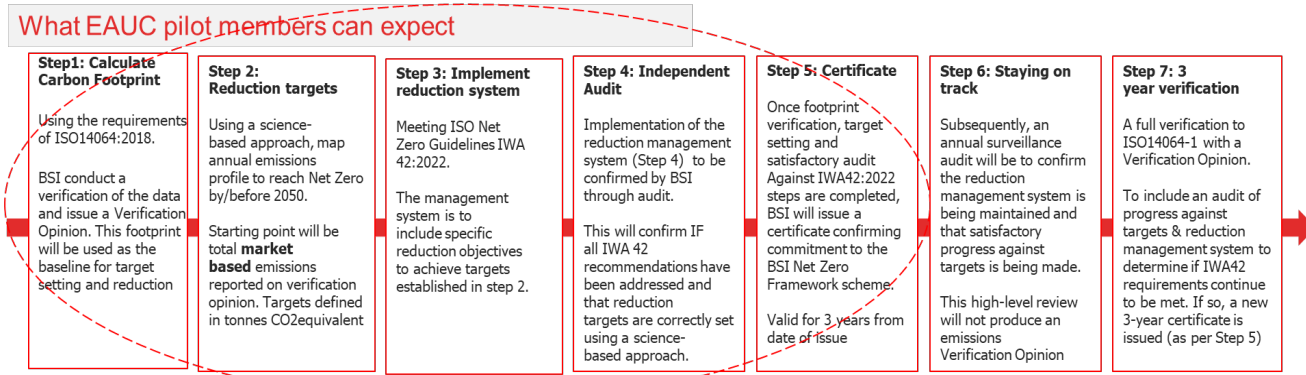 What EAUC pilot members can expect
Step1: Calculate
Carbon Footprint
Using the requirements
of ISO14064:2018.
BSI conduct a
verification of the data
and issue a Verification
Opinion. This footprint
will be used as the
baseline for target
setting and reduction
Step 2:
Reduction targets
Using a science-
based approach, map
annual emissions
profile to reach Net Zero
by/before 2050.
Starting point will be
total market
based emissions
reported on verification
opinion. Targets defined
in tonnes CO2equivalent
Step 3: Implement
reduction system
Meeting ISO Net
Zero Guidelines IWA
42:2022.
The management
system is to
include specific
reduction objectives
to achieve targets
established in step 2.
Step 4: Independent
Audit
Implementation of the
reduction management
system (Step 4) to be
confirmed by BSI
through audit.
This will confirm IF
all IWA 42
recommendations have
been addressed and
that reduction
targets are correctly set
using a science-
based approach.
Step 5: Certificate
Once footprint
verification, target
setting and
satisfactory audit
Against IWA42:2022
steps are completed,
BSI will issue a
certificate confirming
commitment to the
BSI Net Zero
Framework scheme.
Valid for 3 years from
date of issue
Step 6: Staying on
track
Subsequently, an
annual surveillance
audit will be to confirm
the reduction
management system is
being maintained and
that satisfactory
progress against
targets is being made.
This high-level review
will not produce an
emissions
Verification Opinion
Step 7: 3
year verification
A full verification to
ISO14064-1 with a
Verification Opinion.
To include an audit of
progress against
targets & reduction
management system to
determine if IWA42
requirements continue
to be met. If so, a new
3-year certificate is
issued (as per Step 5)